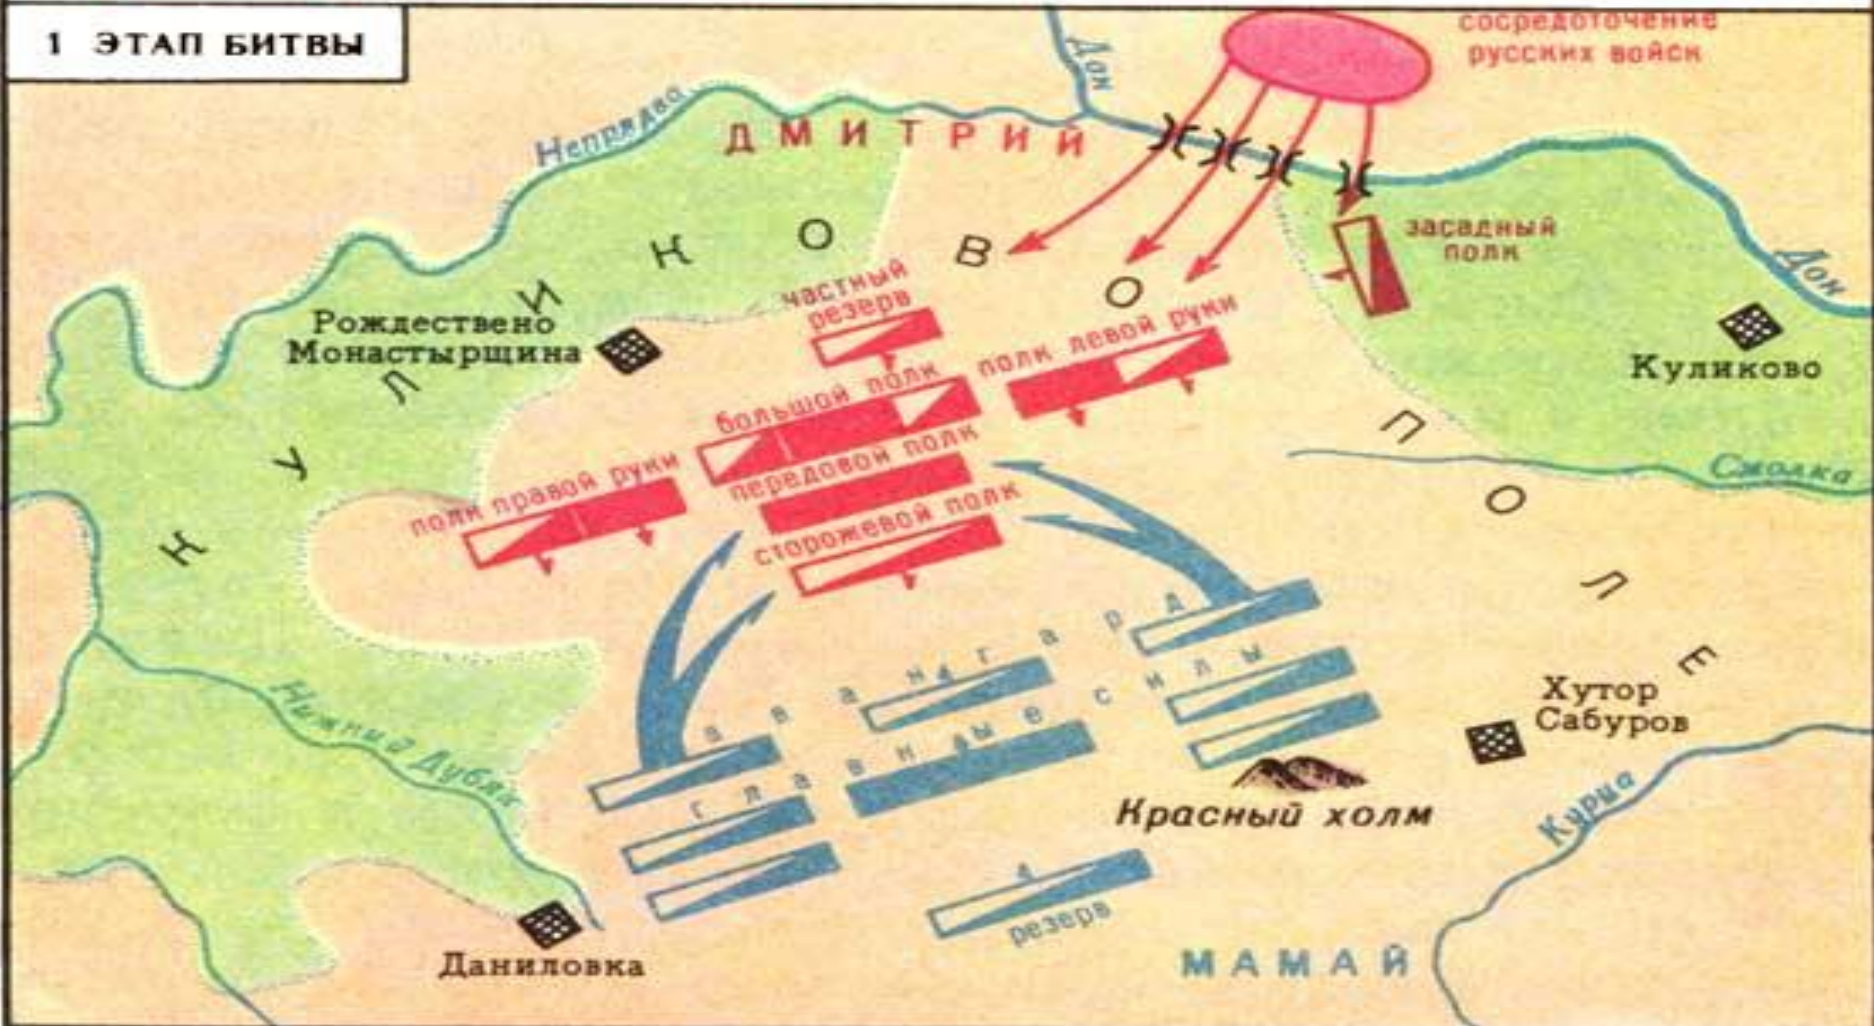 1 ЭТАП БИТВЫ
сосредоточение
русских войск
Дон
Непрядва
ДМИТРИЙ
КУЛИКОВО ПОЛЕ
засадный
полк
Дон
частный
резерв
Рождествено
Монастырщина
Куликово
полк левой руки
большой полк
передовой полк
полк правой руки
сторожевой полк
Смолка
авангард
главные силы
Нижний Дубяк
Хутор
Сабуров
Красный холм
Курца
резерв
Даниловка
МАМАЙ